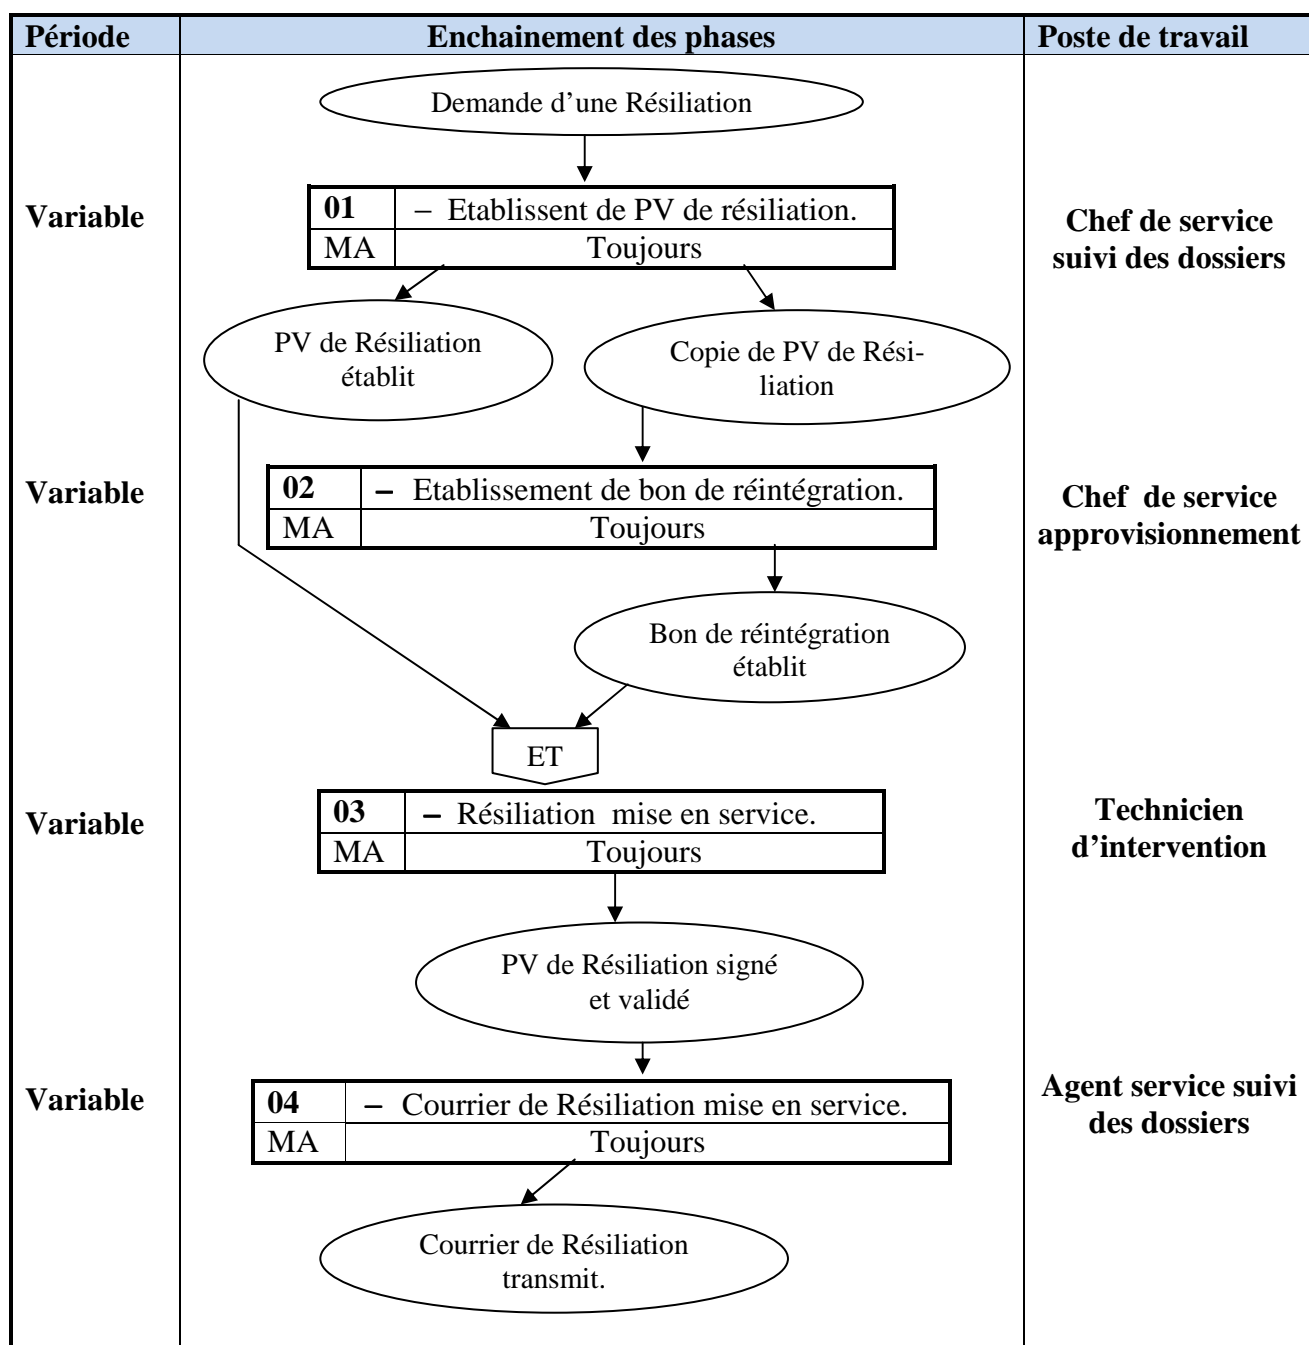 Période
Enchainement des phases
Poste de travail
Demande d’une Résiliation
Variable
01
– Etablissent de PV de résiliation.
MA
Toujours
Chef de service
suivi des dossiers
PV de Résiliation
établit
Copie de PV de Rési-
liation
Variable
02
– Etablissement de bon de réintégration.
MA
Toujours
Chef de service
approvisionnement
Bon de réintégration
établit
ET
Variable
03
– Résiliation mise en service.
MA
Toujours
Technicien
d’intervention
PV de Résiliation signé
et validé
Variable
04
– Courrier de Résiliation mise en service.
MA
Toujours
Agent service suivi
des dossiers
Courrier de Résiliation
transmit.